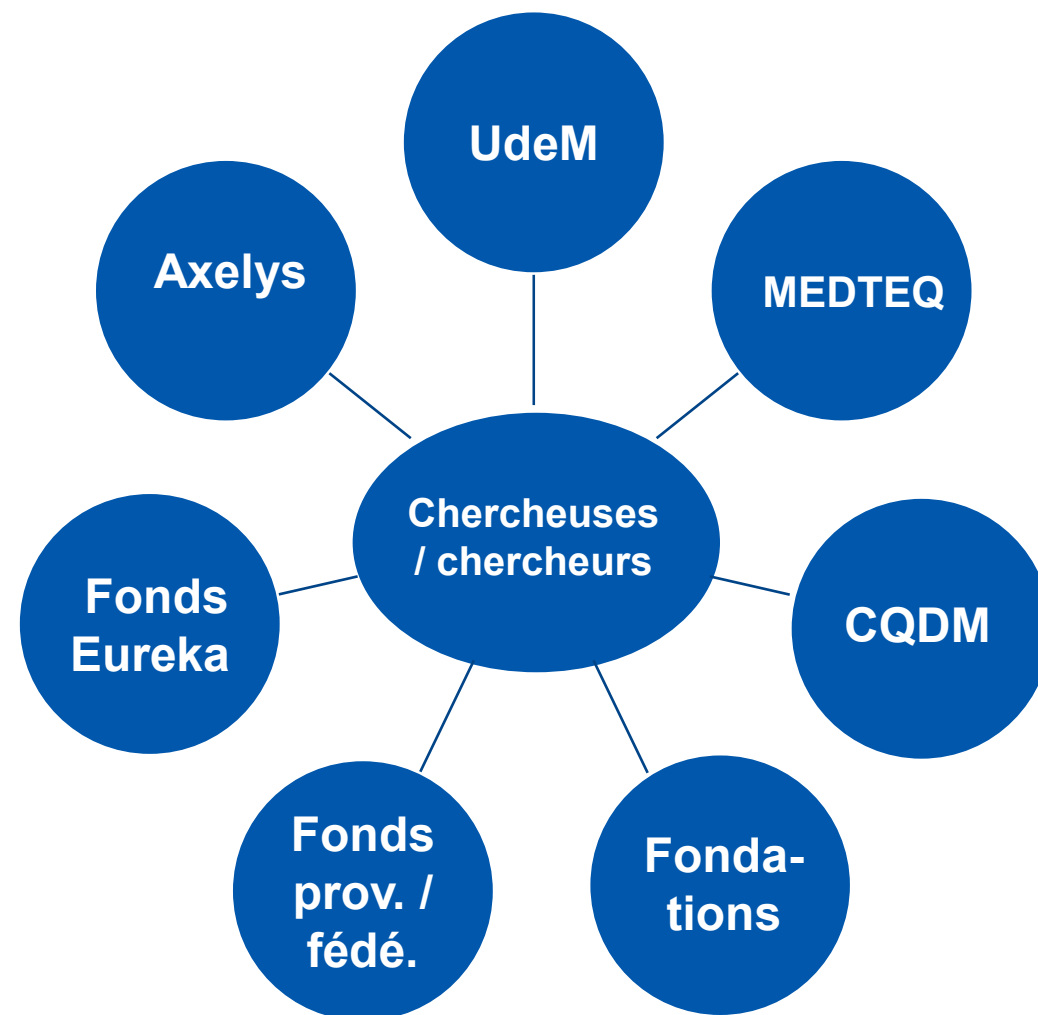 UdeM
Axelys
MEDTEQ
Chercheuses
/ chercheurs
Fonds
Eureka
CQDM
Fonds
prov. /
fédé.
Fonda-
tions